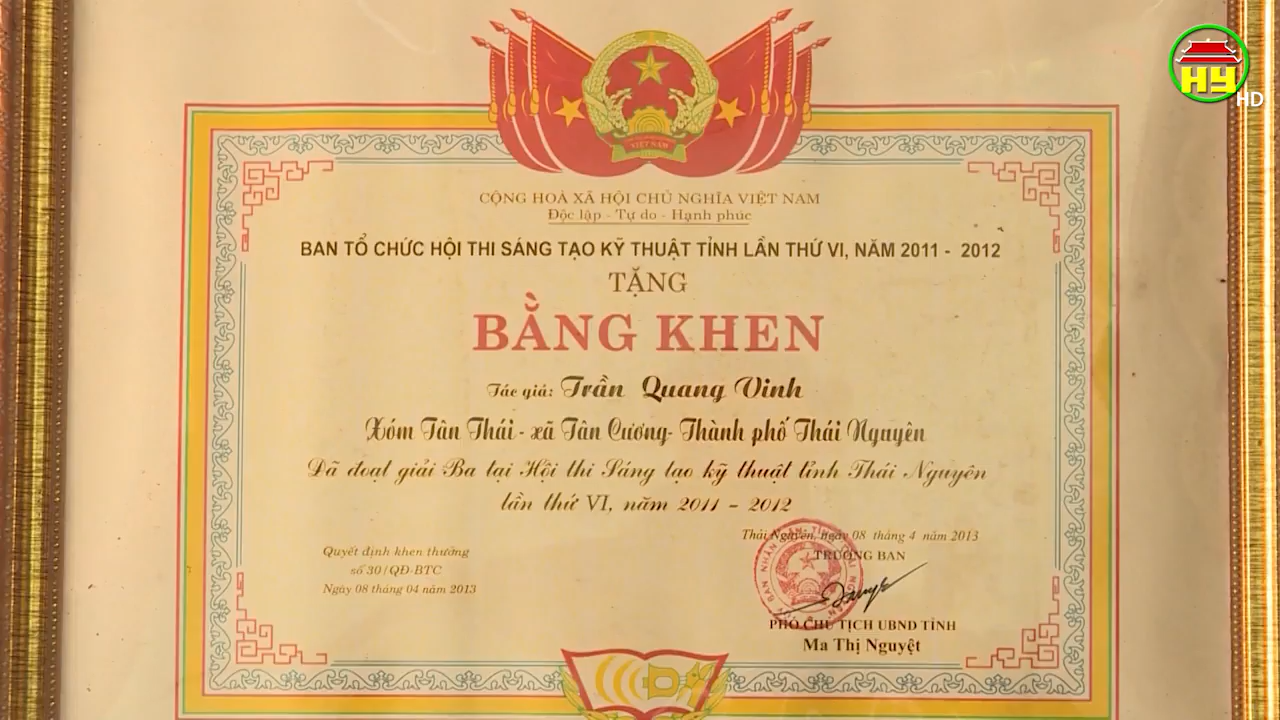 HY
HD
VIỆT NAM
CỘNG HOÀ XÃ HỘI CHỦ NGHĨA VIỆT NAM
Độc lập - Tự do - Hạnh phúc
BAN TỔ CHỨC HỘI THI SÁNG TẠO KỸ THUẬT TỈNH LẦN THỨ VI, NĂM 2011 - 2012
TẶNG
BẰNG KHEN
Tác giả: Trần Quang Vinh
Xóm Tân Thái - xã Tân Cương- Thành phố Thái Nguyên
Đã đoạt giải Ba tại Hội thi Sáng tạo kỹ thuật tỉnh Thái Nguyên
lần thứ VI, năm 2011 - 2012
Thái Nguyên, ngày 08 tháng 4 năm 2013
TRƯỞNG BAN
Quyết định khen thưởng
số 30/QĐ-BTC
Ngày 08 tháng 04 năm 2013
PHÓ CHỦ TỊCH UBND TỈNH
Ma Thị Nguyệt